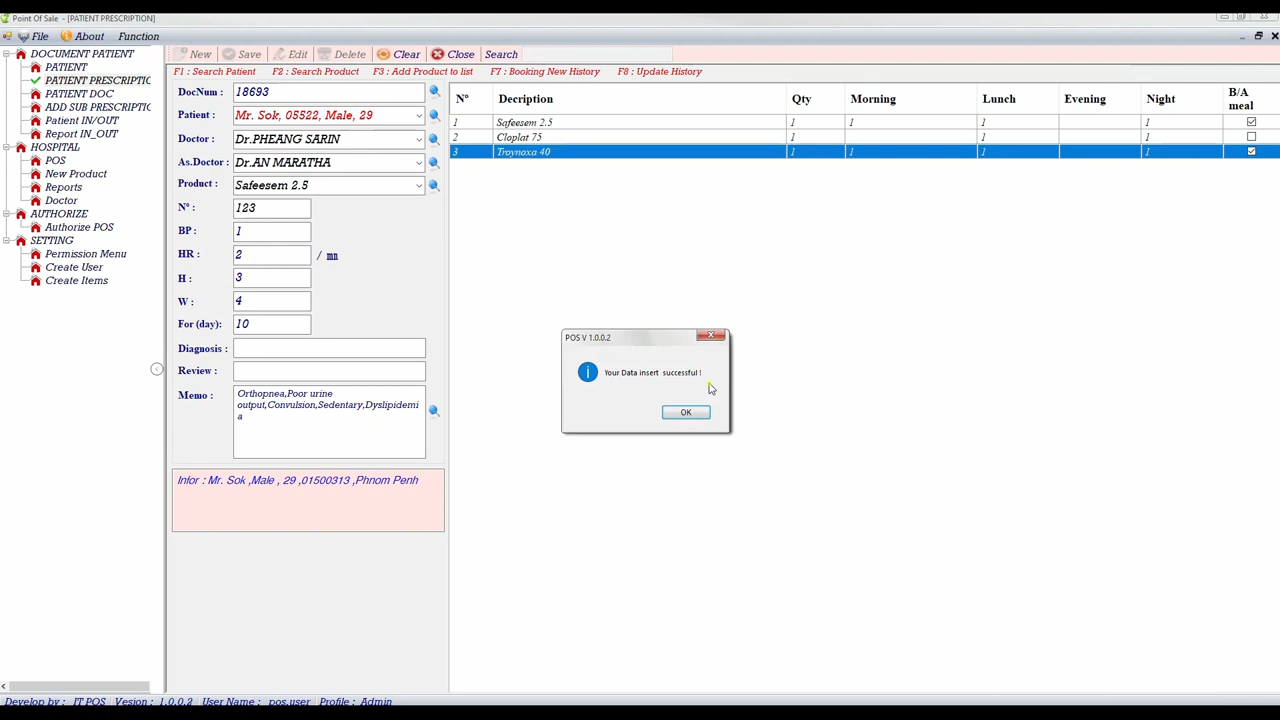 Point Of Sale - [PATIENT PRESCRIPTION]
File About Function
DOCUMENT PATIENT
PATIENT
PATIENT PRESCRIPTIC
PATIENT DOC
ADD SUB PRESCRIPTIC
Patient IN/OUT
Report IN_OUT
HOSPITAL
POS
New Product
Reports
Doctor
AUTHORIZE
Authorize POS
SETTING
Permission Menu
Create User
Create Items
New Save Edit Delete Clear Close Search
F1 : Search Patient F2 : Search Product F3 : Add Product to list F7 : Booking New History F8 : Update History
DocNum : 18693
Patient : Mr. Sok, 05522, Male, 29
Doctor : Dr.PHEANG SARIN
As.Doctor : Dr.AN MARATHA
Product : Safeesem 2.5
Nº : 123
BP : 1
HR : 2 / mn
H : 3
W : 4
For (day): 10
Diagnosis :
Review :
Memo : Orthopnea,Poor urine
output,Convulsion,Sedentary,Dyslipidemi
a
Infor : Mr. Sok ,Male , 29 ,01500313 ,Phnom Penh
Nº Decription Qty Morning Lunch Evening Night B/A meal
1 Safeesem 2.5 1 1 1 1
2 Cloplat 75 1 1 1
3 Troynoxa 40 1 1 1 1
POS V 1.0.0.2
Your Data insert successful !
OK
Develop by : IT POS Vesion : 1.0.0.2 User Name : pos.user Profile : Admin